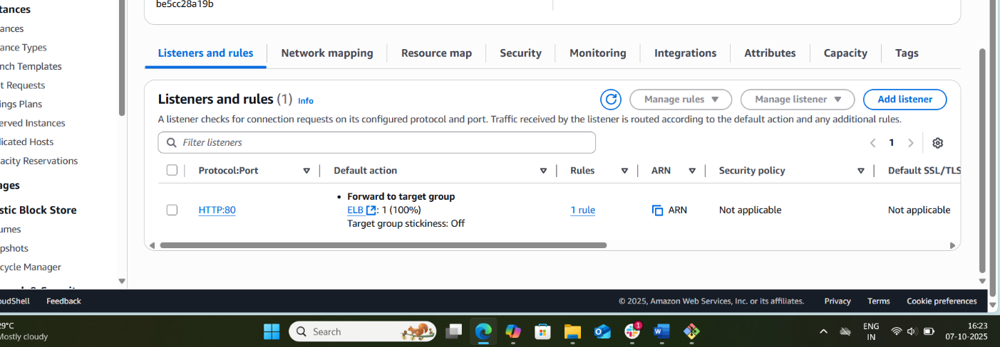 be5cc28a19b
tances
ances
ance Types
nch Templates
t Requests
ings Plans
erved Instances
licated Hosts
acity Reservations
ages
stic Block Store
umes
pshots
cycle Manager
Listeners and rules
Network mapping
Resource map
Security
Monitoring
Integrations
Attributes
Capacity
Tags
Listeners and rules (1) Info
Manage rules
Manage listener
Add listener
A listener checks for connection requests on its configured protocol and port. Traffic received by the listener is routed according to the default action and any additional rules.
Filter listeners
1
Protocol:Port
Default action
Rules
ARN
Security policy
Default SSL/TLS
HTTP:80
• Forward to target group
ELB : 1 (100%)
Target group stickiness: Off
1 rule
ARN
Not applicable
Not applicable
oudShell
Feedback
© 2025, Amazon Web Services, Inc. or its affiliates.
Privacy
Terms
Cookie preferences
29°C
Mostly cloudy
Search
1
ENG
IN
16:23
07-10-2025